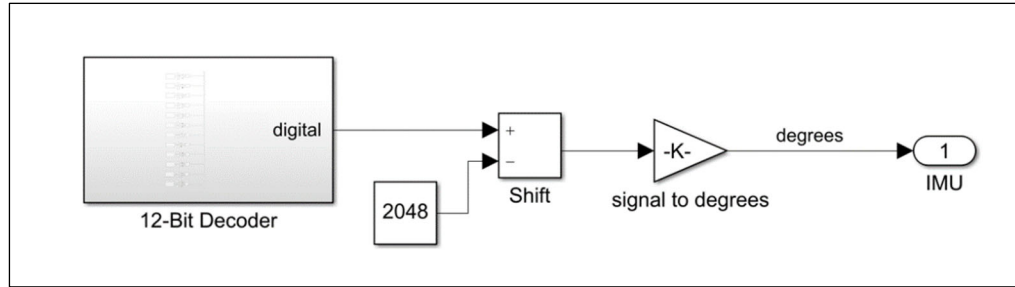 digital
12-Bit Decoder
2048
+
−
Shift
-K-
signal to degrees
degrees
1
IMU